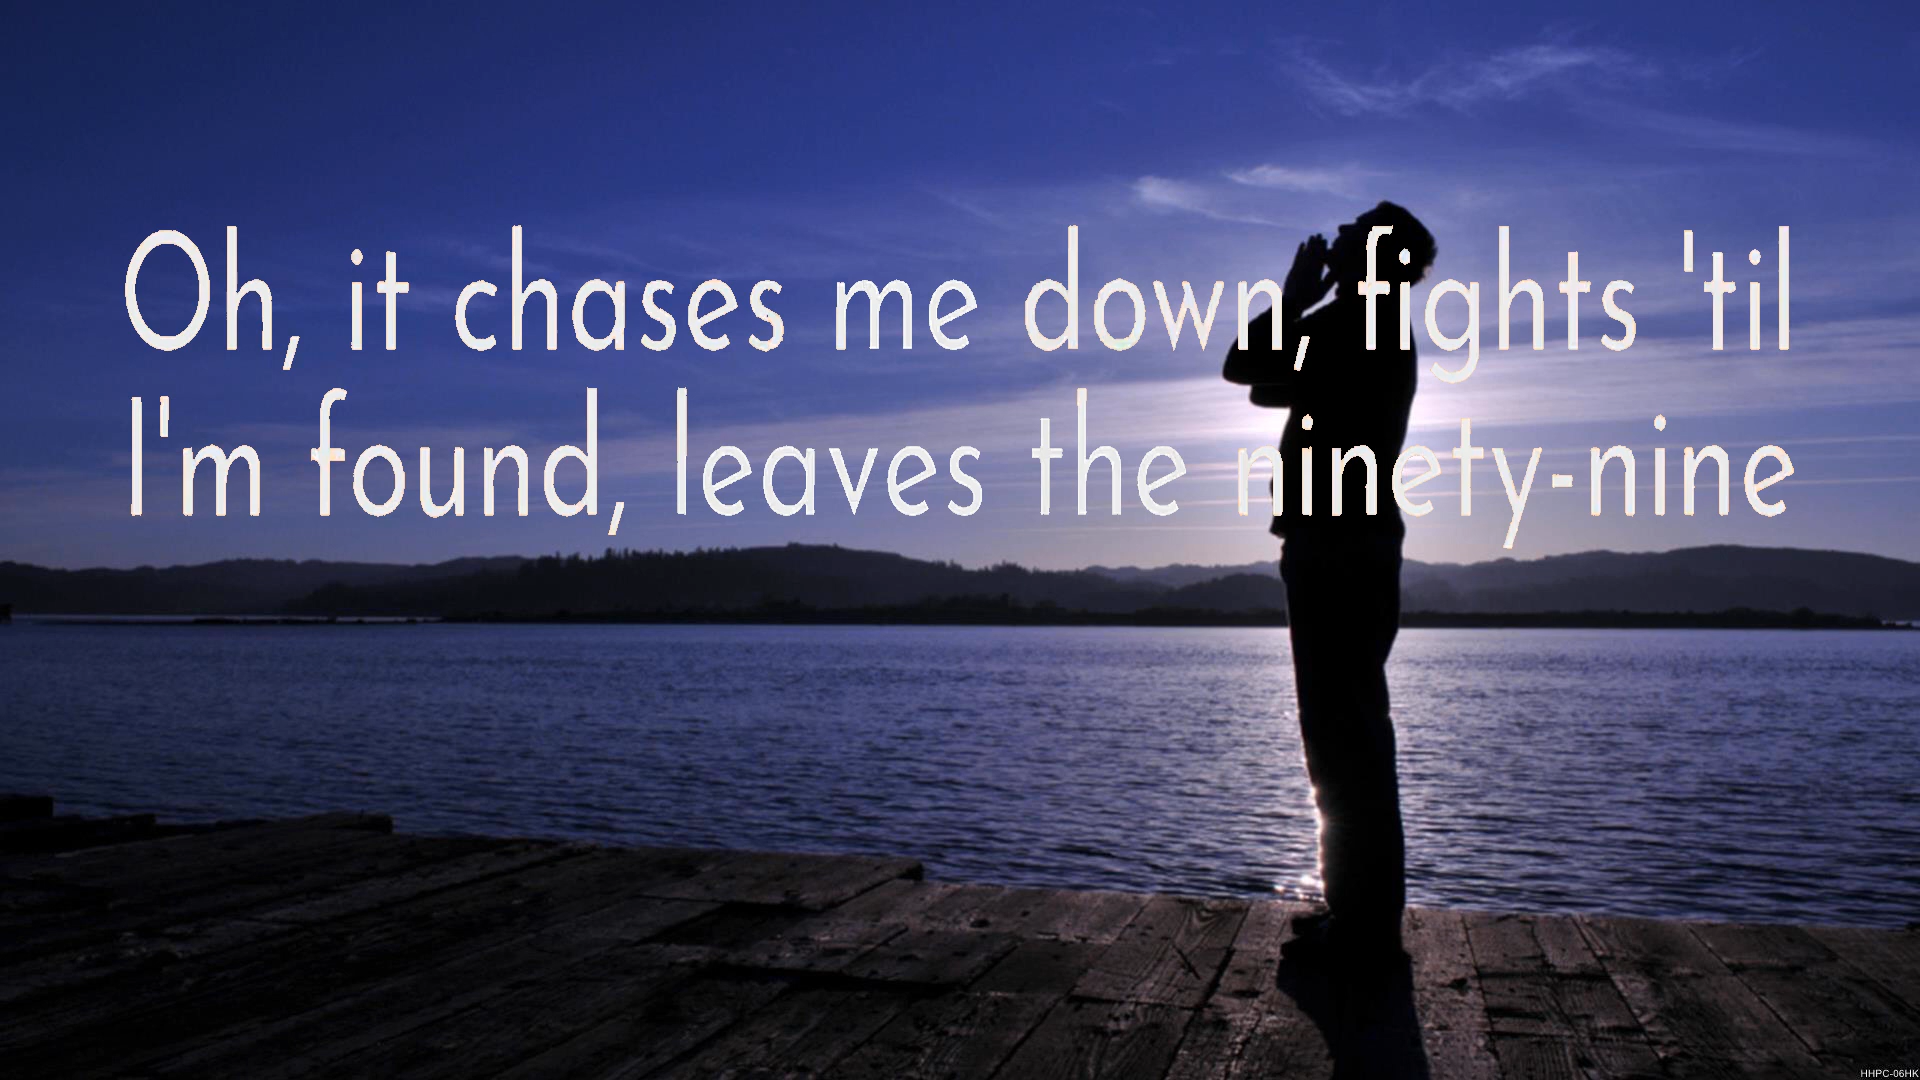 Oh, it chases me down, fights 'til
I'm found, leaves the ninety-nine
HHPC-06HK